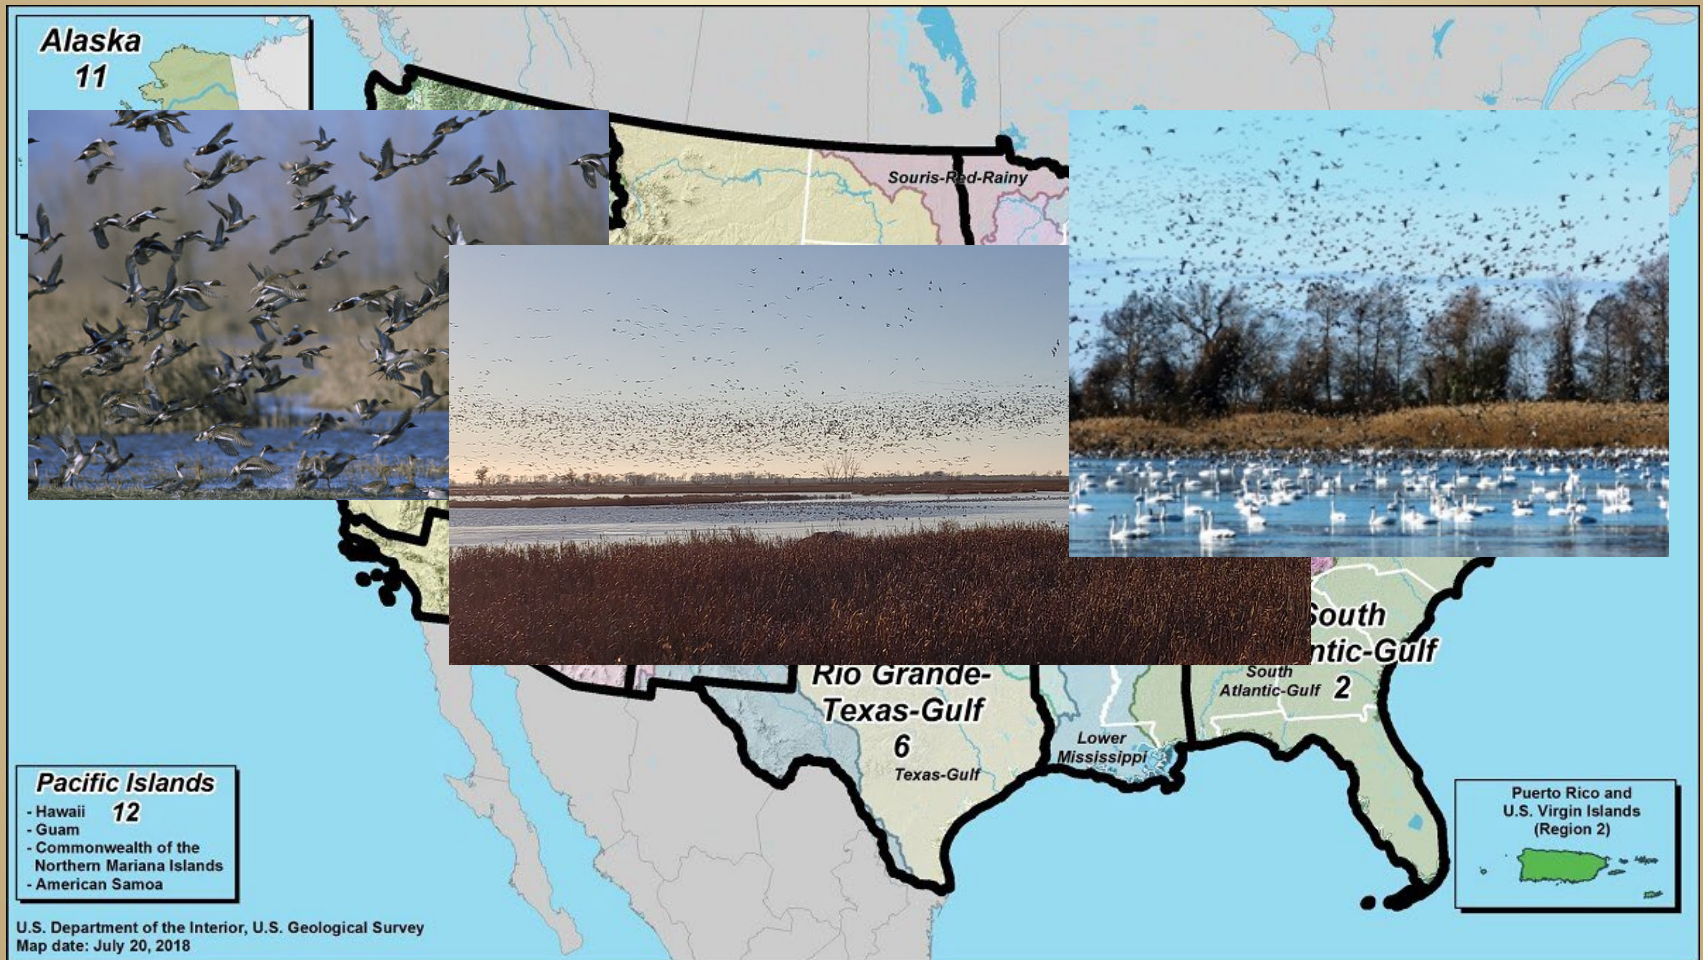 Alaska
11
Souris-Red-Rainy
South
ntic-Gulf
2
South
Atlantic-Gulf
Rio Grande-
Texas-Gulf
6
Texas-Gulf
Lower
Mississippi
Pacific Islands
12
- Hawaii
- Guam
- Commonwealth of the
Northern Mariana Islands
- American Samoa
Puerto Rico and
U.S. Virgin Islands
(Region 2)
U.S. Department of the Interior, U.S. Geological Survey
Map date: July 20, 2018